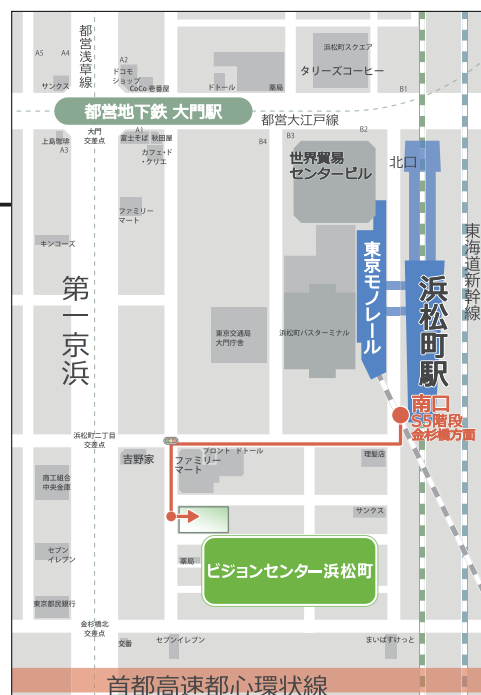 都営浅草線
A5
A4
サンクス
A2
ドコモ
ショップ
CoCo 壱番屋
ドトール
薬局
浜松町スクエア
タリーズコーヒー
B1
都営地下鉄 大門駅
都営大江戸線
上島珈琲
A3
大門
交差点
A1
富士そば
秋田屋
カフェ・ド
・クリエ
B4
B3
B2
世界貿易
センタービル
北口
ファミリー
マート
キンコーズ
東京モノレール
浜松町駅
東海道新幹線
第一京浜
東京交通局
大門庁舎
浜松町バスターミナル
南口
S5階段
金杉橋方面
浜松町二丁目
交差点
吉野家
ファミリー
マート
フロント
ドトール
理髪店
商工組合
中央金庫
サンクス
セブン
イレブン
薬局
ビジョンセンター浜松町
東京都民銀行
金杉橋北
交差点
交番
セブンイレブン
まいばすけっと
首都高速都心環状線